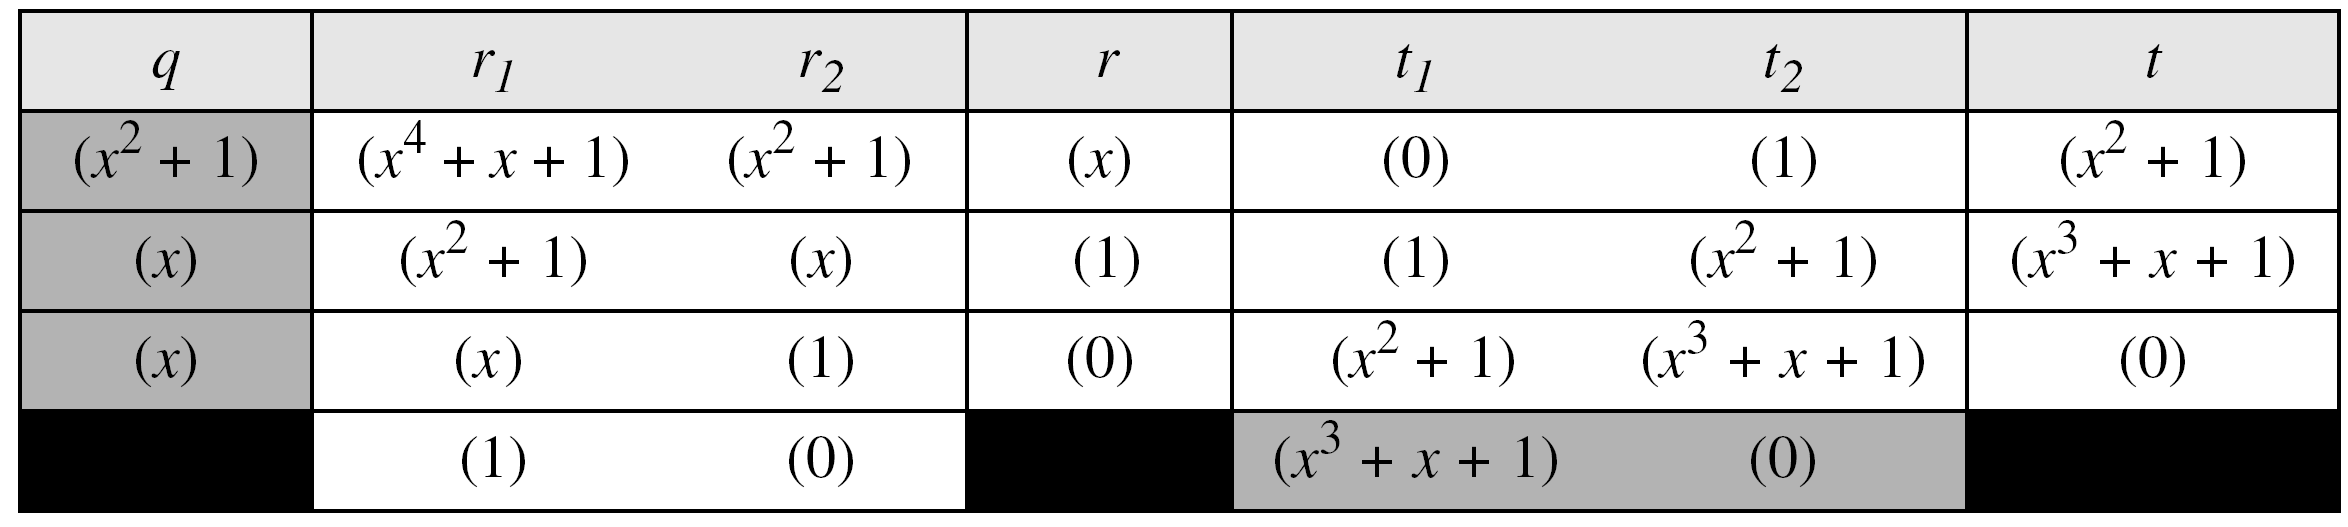 q r₁ r₂ r t₁ t₂ t
(x² + 1) (x⁴ + x + 1) (x² + 1) (x) (0) (1) (x² + 1)
(x) (x² + 1) (x) (1) (1) (x² + 1) (x³ + x + 1)
(x) (x) (1) (0) (x² + 1) (x³ + x + 1) (0)
(1) (0) (x³ + x + 1) (0)